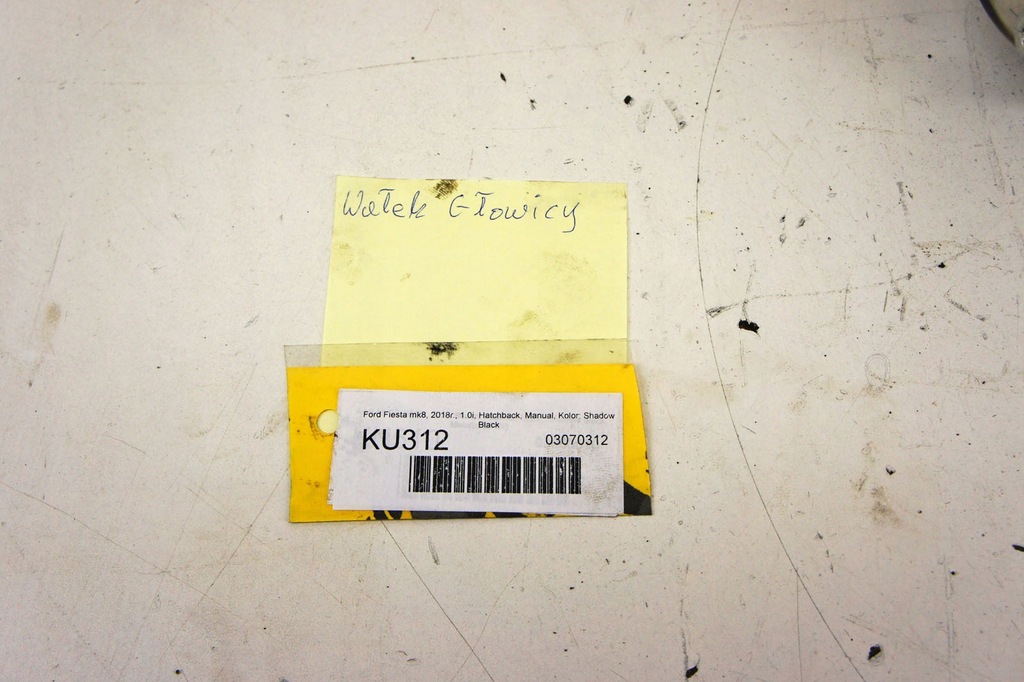 Wałek Głowicy
Ford Fiesta mk8, 2018r., 1.0i, Hatchback, Manual, Kolor: Shadow
Black
KU312
03070312